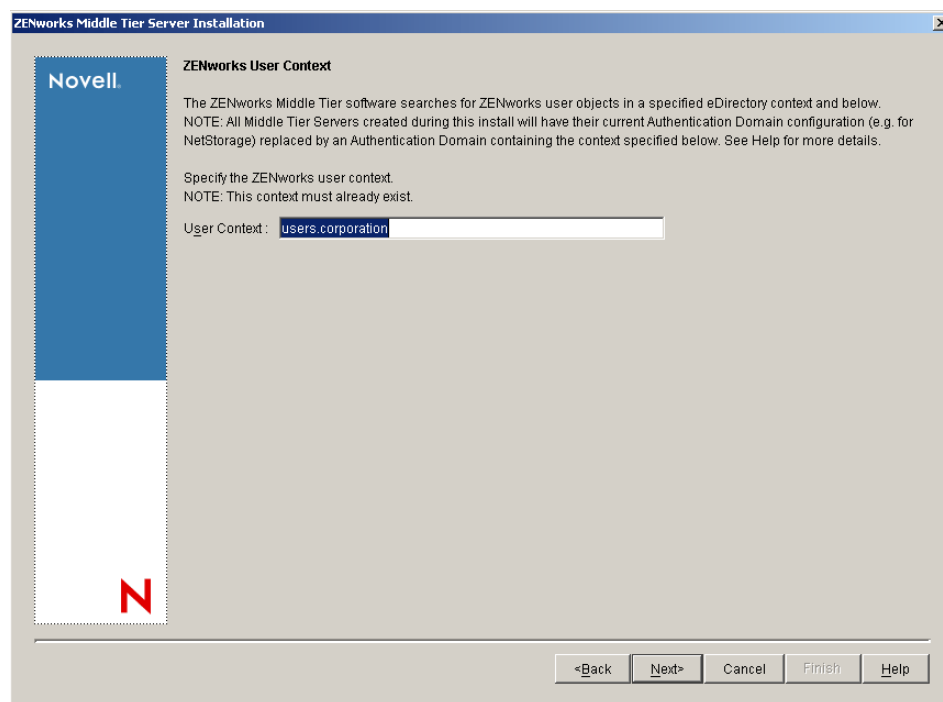 ZENworks Middle Tier Server Installation
Novell.
ZENworks User Context
The ZENworks Middle Tier software searches for ZENworks user objects in a specified eDirectory context and below.
NOTE: All Middle Tier Servers created during this install will have their current Authentication Domain configuration (e.g. for
NetStorage) replaced by an Authentication Domain containing the context specified below. See Help for more details.
Specify the ZENworks user context.
NOTE: This context must already exist.
User Context : users.corporation
N
<Back Next> Cancel Finish Help